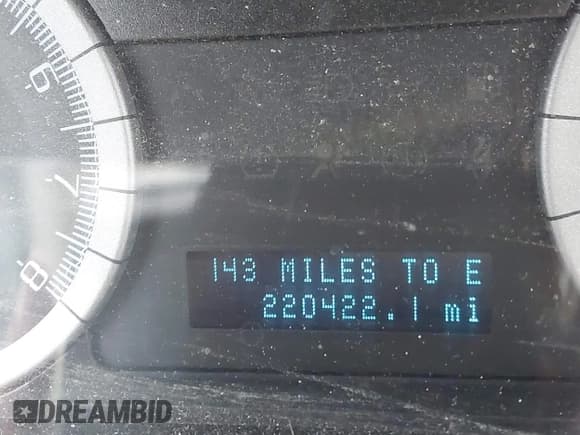 6
7
8
143 MILES TO E
220422.1 mi
DREAMBID